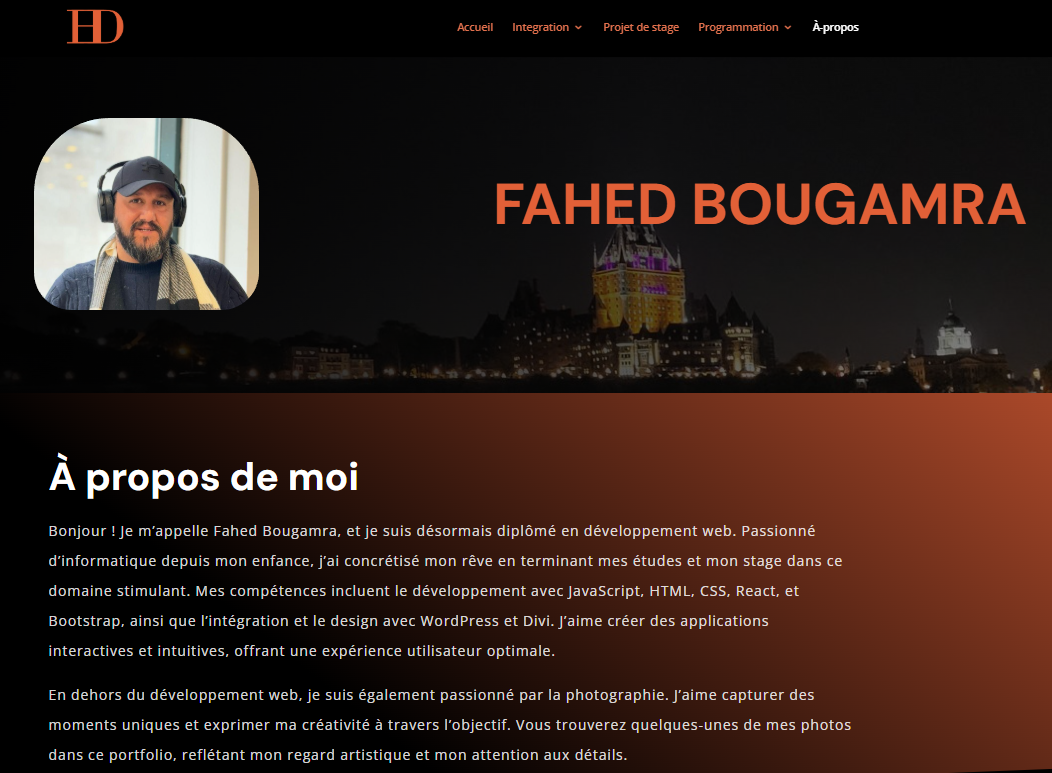 HD
Accueil Integration Projet de stage Programmation À-propos
FAHED BOUGAMRA
À propos de moi
Bonjour ! Je m’appelle Fahed Bougamra, et je suis désormais diplômé en développement web. Passionné
d’informatique depuis mon enfance, j’ai concrétisé mon rêve en terminant mes études et mon stage dans ce
domaine stimulant. Mes compétences incluent le développement avec JavaScript, HTML, CSS, React, et
Bootstrap, ainsi que l’intégration et le design avec WordPress et Divi. J’aime créer des applications
interactives et intuitives, offrant une expérience utilisateur optimale.
En dehors du développement web, je suis également passionné par la photographie. J’aime capturer des
moments uniques et exprimer ma créativité à travers l’objectif. Vous trouverez quelques-unes de mes photos
dans ce portfolio, reflétant mon regard artistique et mon attention aux détails.